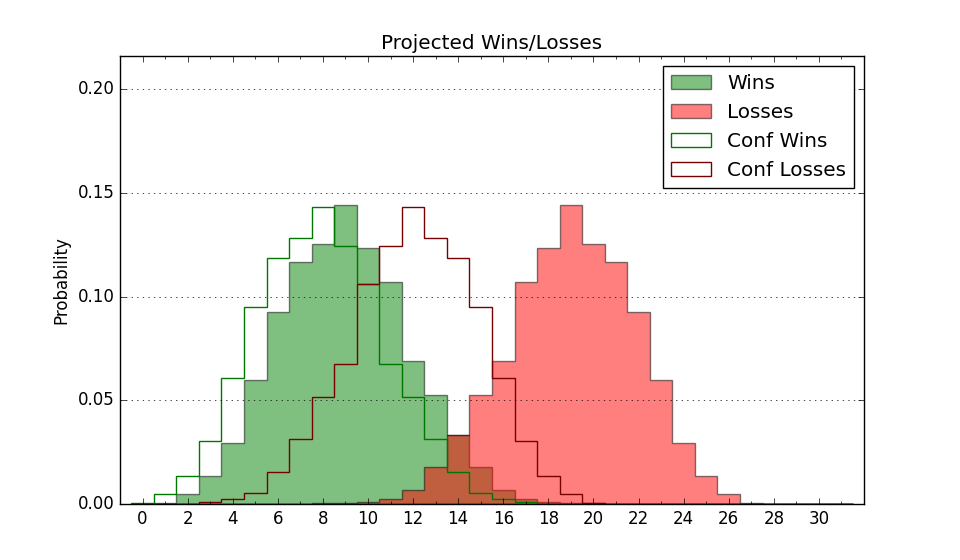 Projected Wins/Losses
0.20
0.15
0.10
0.05
0.00
Probability
Wins
Losses
Conf Wins
Conf Losses
0 2 4 6 8 10 12 14 16 18 20 22 24 26 28 30